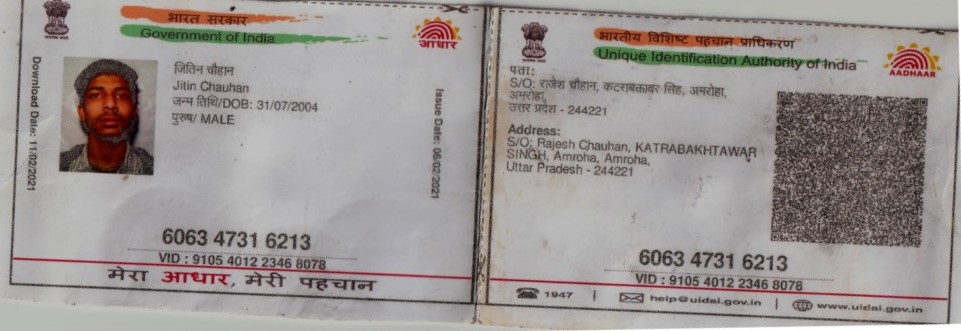 भारत सरकार
Government of India
आधार
Download Date: 11/02/2021
जितिन चौहान
Jitin Chauhan
जन्म तिथि/DOB: 31/07/2004
पुरुष/ MALE
Issue Date: 06/02/2021
6063 4731 6213
VID : 9105 4012 2346 8078
मेरा आधार, मेरी पहचान
भारतीय विशिष्ट पहचान प्राधिकरण
Unique Identification Authority of India
AADHAAR
पता:
S/O: राजेश चौहान, कटराबक्तावर सिंह, अमरोहा,
अमरोहा,
उत्तर प्रदेश - 244221
Address:
S/O: Rajesh Chauhan, KATRABAKHTAWAR
SINGH, Amroha, Amroha,
Uttar Pradesh - 244221
6063 4731 6213
VID : 9105 4012 2346 8078
1947 | help@uidai.gov.in | www.uidai.gov.in